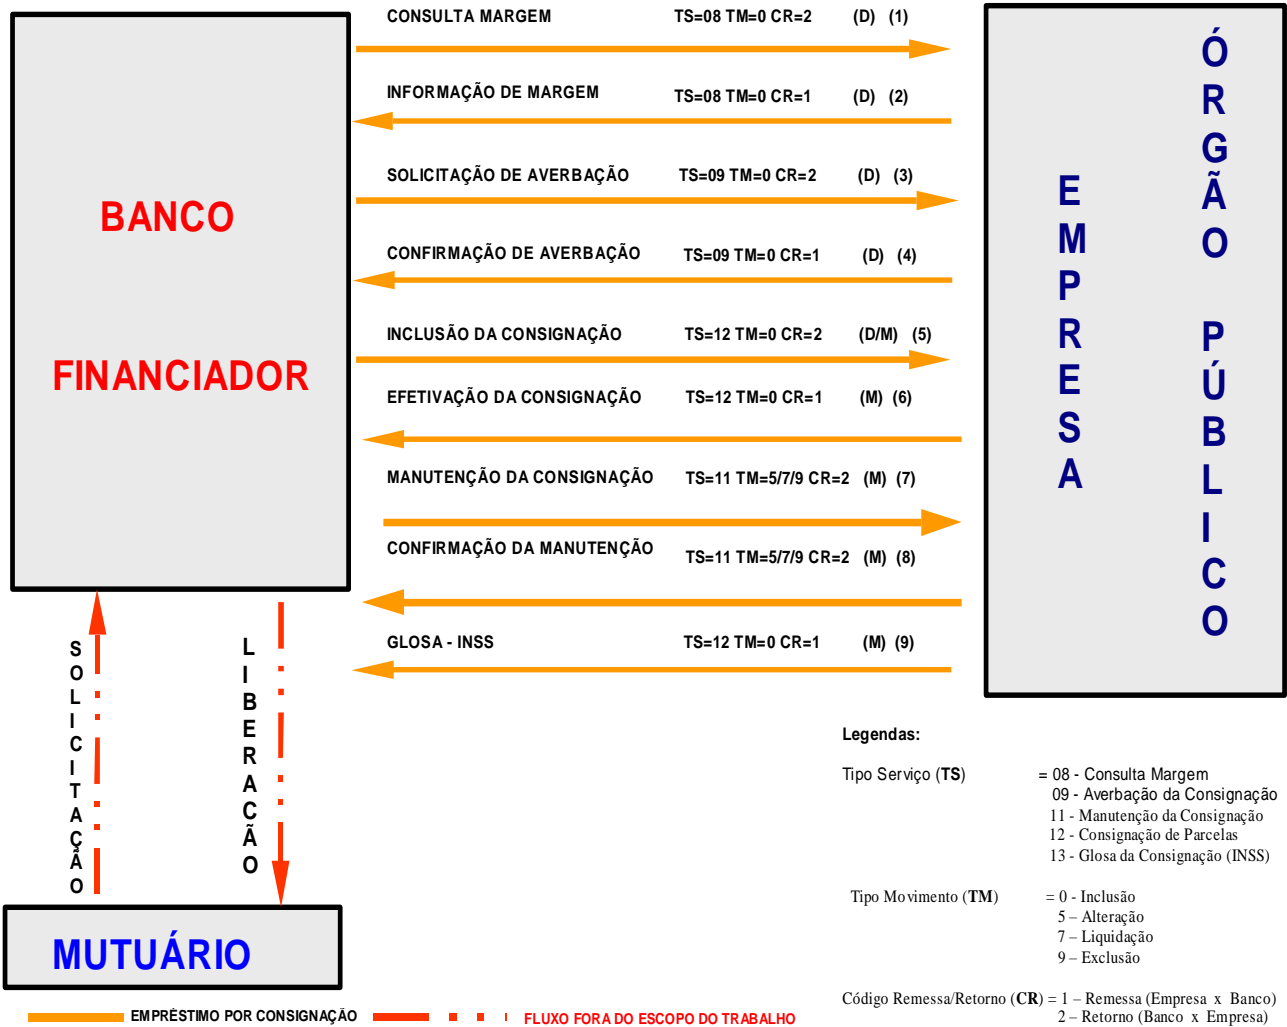 CONSULTA MARGEM TS=08 TM=0 CR=2 (D) (1)
INFORMAÇÃO DE MARGEM TS=08 TM=0 CR=1 (D) (2)
SOLICITAÇÃO DE AVERBAÇÃO TS=09 TM=0 CR=2 (D) (3)
CONFIRMAÇÃO DE AVERBAÇÃO TS=09 TM=0 CR=1 (D) (4)
INCLUSÃO DA CONSIGNAÇÃO TS=12 TM=0 CR=2 (D/M) (5)
EFETIVAÇÃO DA CONSIGNAÇÃO TS=12 TM=0 CR=1 (M) (6)
MANUTENÇÃO DA CONSIGNAÇÃO TS=11 TM=5/7/9 CR=2 (M) (7)
CONFIRMAÇÃO DA MANUTENÇÃO TS=11 TM=5/7/9 CR=2 (M) (8)
GLOSA - INSS TS=12 TM=0 CR=1 (M) (9)
BANCO
FINANCIADOR
EMPRESA
ÓRGÃO PÚBLICO
SOLICITAÇÃO
LIBERACÃO
MUTUÁRIO
Legendas:
Tipo Serviço (TS) = 08 - Consulta Margem
09 - Averbação da Consignação
11 - Manutenção da Consignação
12 - Consignação de Parcelas
13 - Glosa da Consignação (INSS)
Tipo Movimento (TM) = 0 - Inclusão
5 – Alteração
7 – Liquidação
9 – Exclusão
Código Remessa/Retorno (CR) = 1 – Remessa (Empresa x Banco)
2 – Retorno (Banco x Empresa)
EMPRÉSTIMO POR CONSIGNAÇÃO
FLUXO FORA DO ESCOPO DO TRABALHO